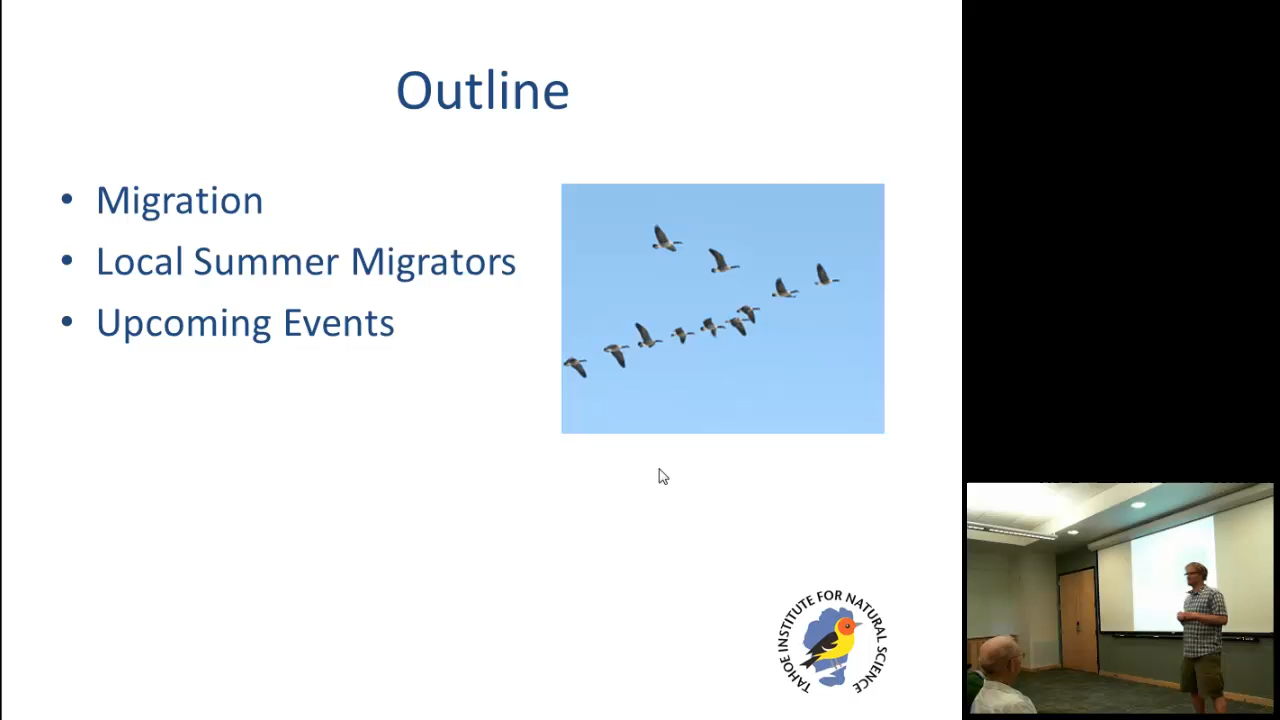 Outline
• Migration
• Local Summer Migrators
• Upcoming Events
TAHOE INSTITUTE FOR NATURAL SCIENCE